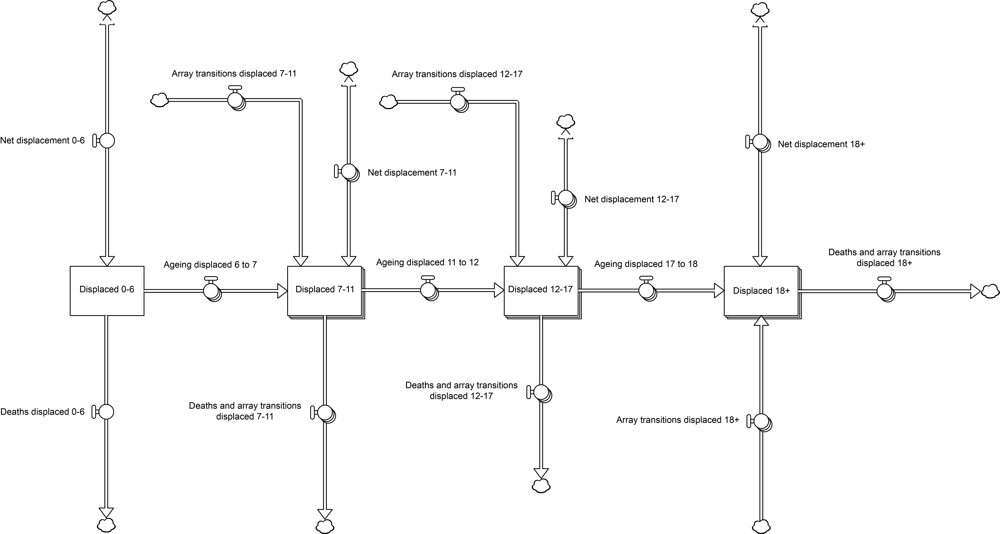 Array transitions displaced 7-11
Array transitions displaced 12-17
Net displacement 0-6
Net displacement 18+
Net displacement 7-11
Net displacement 12-17
Ageing displaced 6 to 7
Ageing displaced 11 to 12
Ageing displaced 17 to 18
Deaths and array transitions
displaced 18+
Displaced 0-6
Displaced 7-11
Displaced 12-17
Displaced 18+
Deaths displaced 0-6
Deaths and array transitions
displaced 7-11
Deaths and array transitions
displaced 12-17
Array transitions displaced 18+